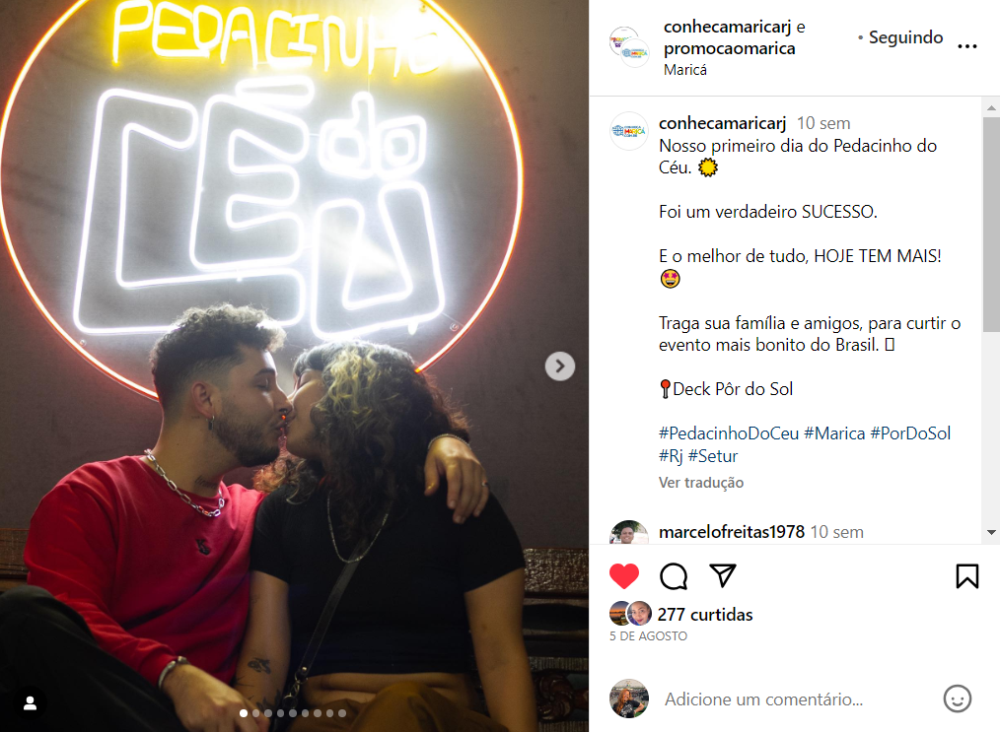 PEDACINHO
CÉU do
conhecamaricarj e
promocaomarica
Maricá
• Seguindo
conhecamaricarj 10 sem
Nosso primeiro dia do Pedacinho do
Céu.
Foi um verdadeiro SUCESSO.
E o melhor de tudo, HOJE TEM MAIS!
Traga sua família e amigos, para curtir o
evento mais bonito do Brasil.
Deck Pôr do Sol
#PedacinhoDoCeu #Marica #PorDoSol
#Rj #Setur
Ver tradução
marcelofreitas1978 10 sem
277 curtidas
5 DE AGOSTO
Adicione um comentário...